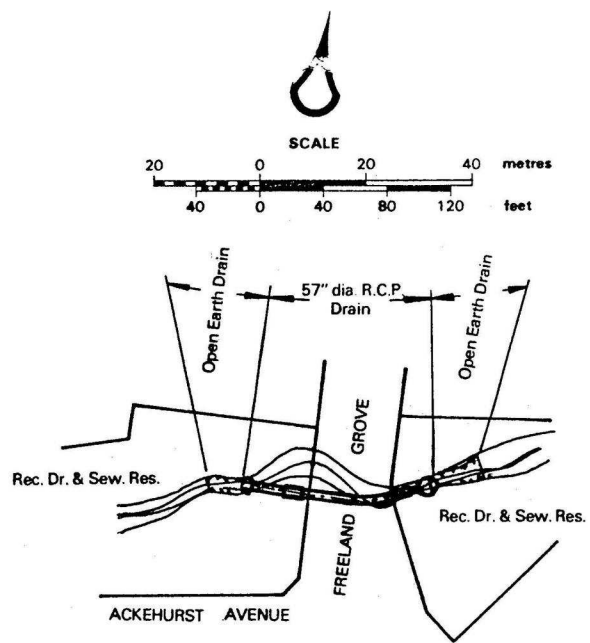 SCALE
20 0 20 40 metres
40 0 40 80 120 feet
Open Earth Drain
57" dia. R.C.P.
Drain
Open Earth Drain
GROVE
Rec. Dr. & Sew. Res.
FREELAND
Rec. Dr. & Sew. Res.
ACKEHURST AVENUE